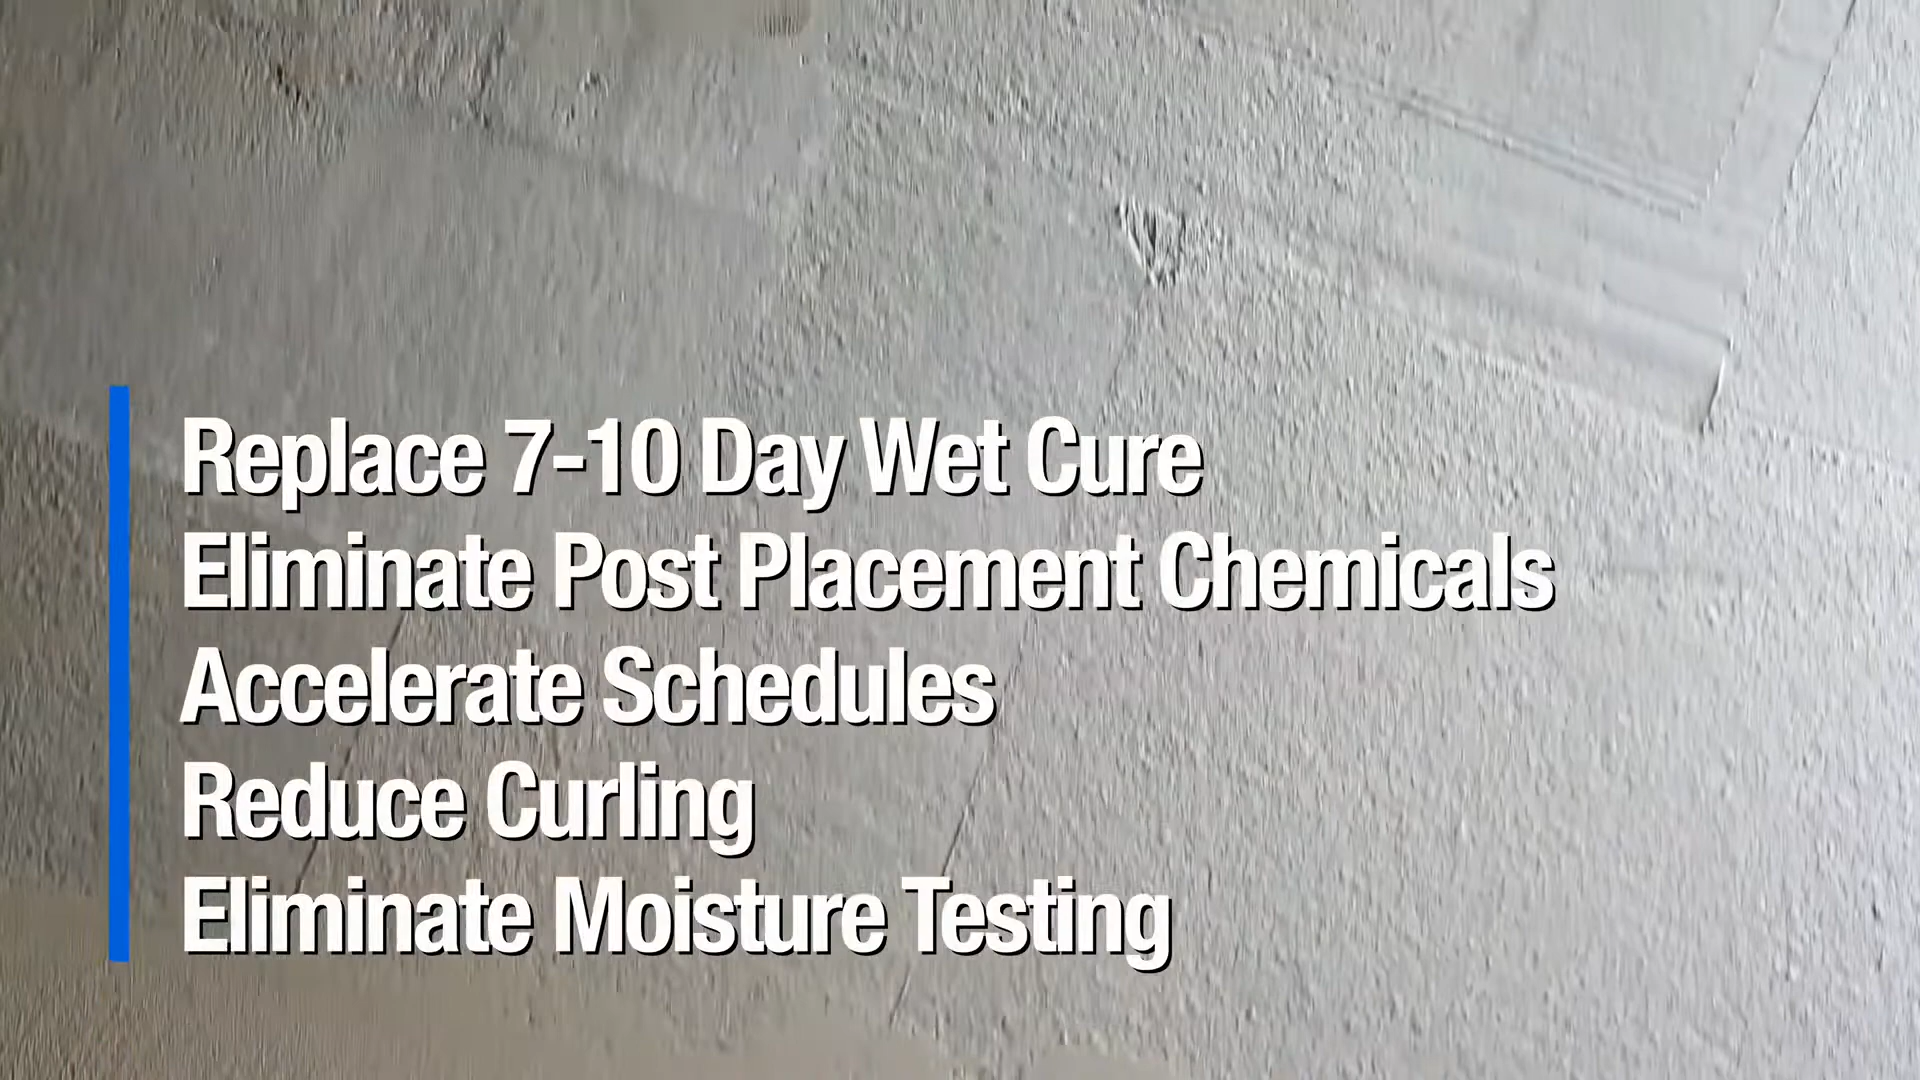 Replace 7-10 Day Wet Cure
Eliminate Post Placement Chemicals
Accelerate Schedules
Reduce Curling
Eliminate Moisture Testing